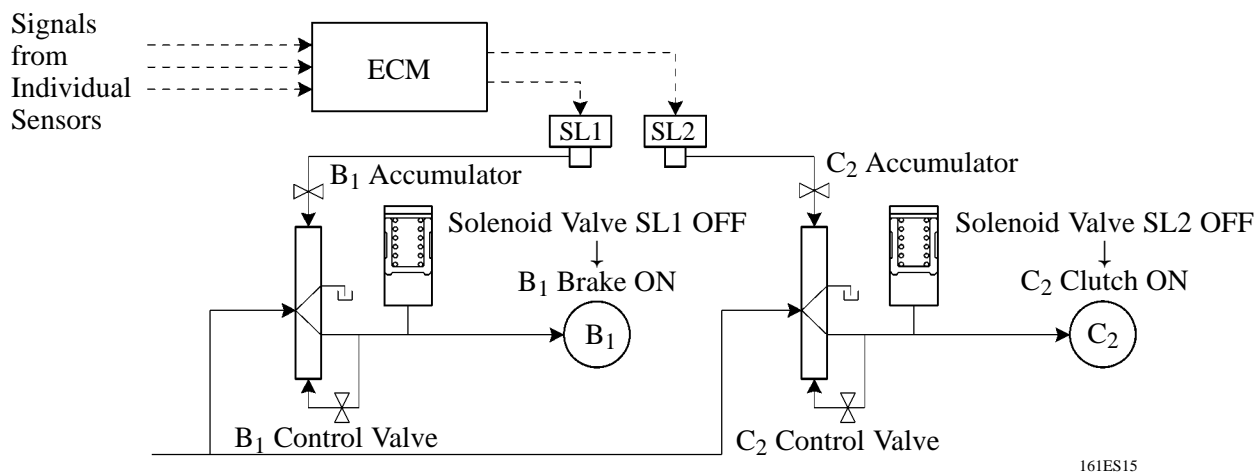 Signals
from
Individual
Sensors
ECM
SL1
SL2
B₁ Accumulator
C₂ Accumulator
Solenoid Valve SL1 OFF
B₁ Brake ON
Solenoid Valve SL2 OFF
C₂ Clutch ON
B₁
C₂
B₁ Control Valve
C₂ Control Valve
161ES15